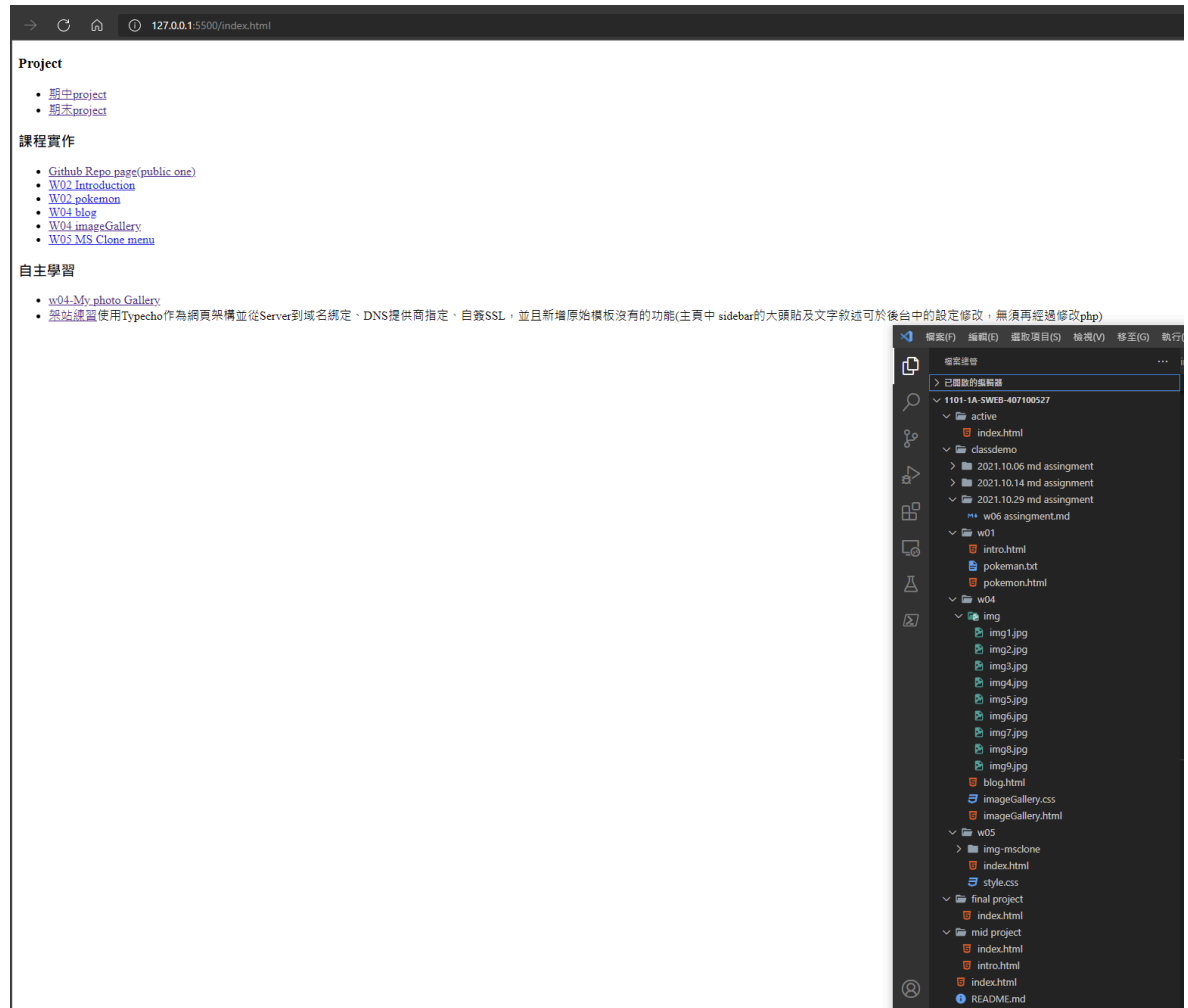 127.0.0.1:5500/index.html
Project
期中project
期末project
課程實作
Github Repo page(public one)
W02 Introduction
W02 pokemon
W04 blog
W04 imageGallery
W05 MS Clone menu
自主學習
w04-My photo Gallery
架站練習使用Typecho作為網頁架構並從Server到域名綁定、DNS提供商指定、自簽SSL，並且新增原始模板沒有的功能(主頁中 sidebar的大頭貼及文字敘述可於後台中的設定修改，無須再經過修改php)
檔案(F) 編輯(E) 選取項目(S) 檢視(V) 移至(G) 執行(
檔案總管 ...
已開啟的編輯器
1101-1A-SWEB-407100527
active
index.html
classdemo
2021.10.06 md assingment
2021.10.14 md assignment
2021.10.29 md assingment
w06 assingment.md
w01
intro.html
pokeman.txt
pokemon.html
w04
img
img1.jpg
img2.jpg
img3.jpg
img4.jpg
img5.jpg
img6.jpg
img7.jpg
img8.jpg
img9.jpg
blog.html
imageGallery.css
imageGallery.html
w05
img-msclone
index.html
style.css
final project
index.html
mid project
index.html
intro.html
index.html
README.md